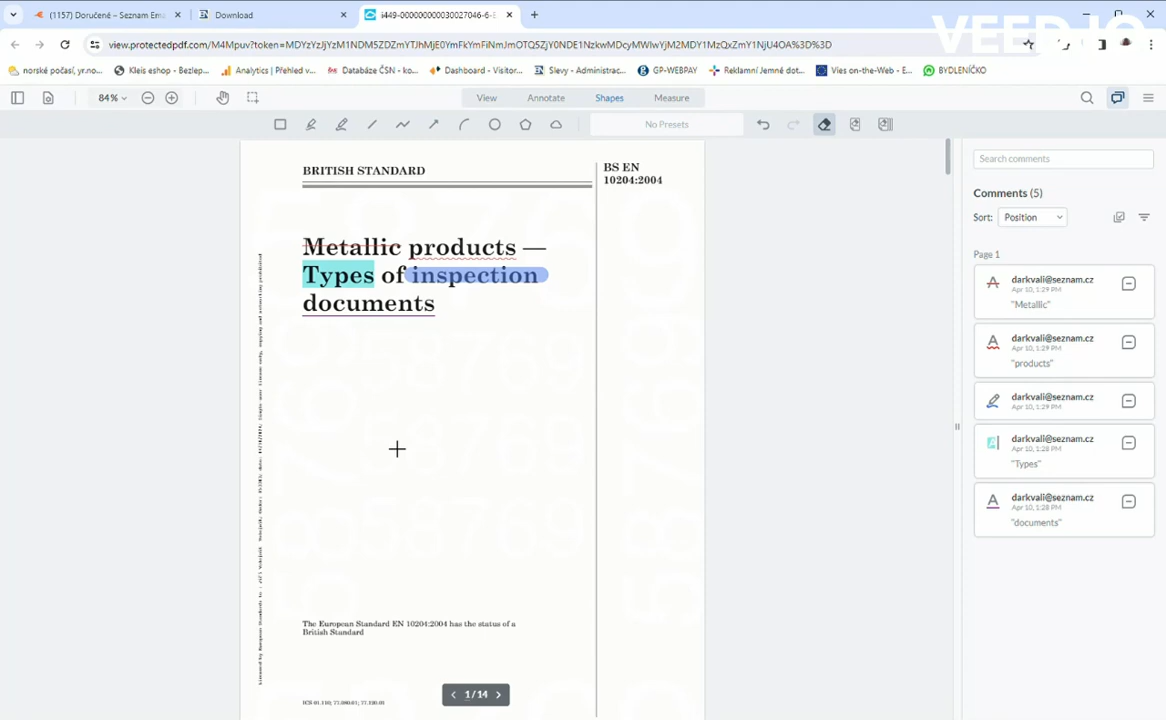 (1157) Doručené – Seznam Ema
Download
i449-0000000000030027046-6-E
VEED.IO
view.protectedpdf.com/M4Mpuv?token=
norské počasí, yr.no...
Kleis eshop - Bezlep...
Analytics | Přehled v...
Databáze ČSN - ko...
Dashboard - Visitor...
Slevy - Administrac...
GP-WEBPAY
Reklamní Jemné dot...
Vies on-the-Web - E...
BYDLENÍČKO
84%
View
Annotate
Shapes
Measure
No Presets
BRITISH STANDARD
BS EN
10204:2004
Metallic products —
Types of inspection
documents
The European Standard EN 10204:2004 has the status of a
British Standard
1/14
Search comments
Comments (5)
Sort:
Position
Page 1
darkvali@seznam.cz
Apr 10, 1:29 PM
"Metallic"
darkvali@seznam.cz
Apr 10, 1:29 PM
"products"
darkvali@seznam.cz
Apr 10, 1:29 PM
darkvali@seznam.cz
Apr 10, 1:28 PM
"Types"
darkvali@seznam.cz
Apr 10, 1:28 PM
"documents"